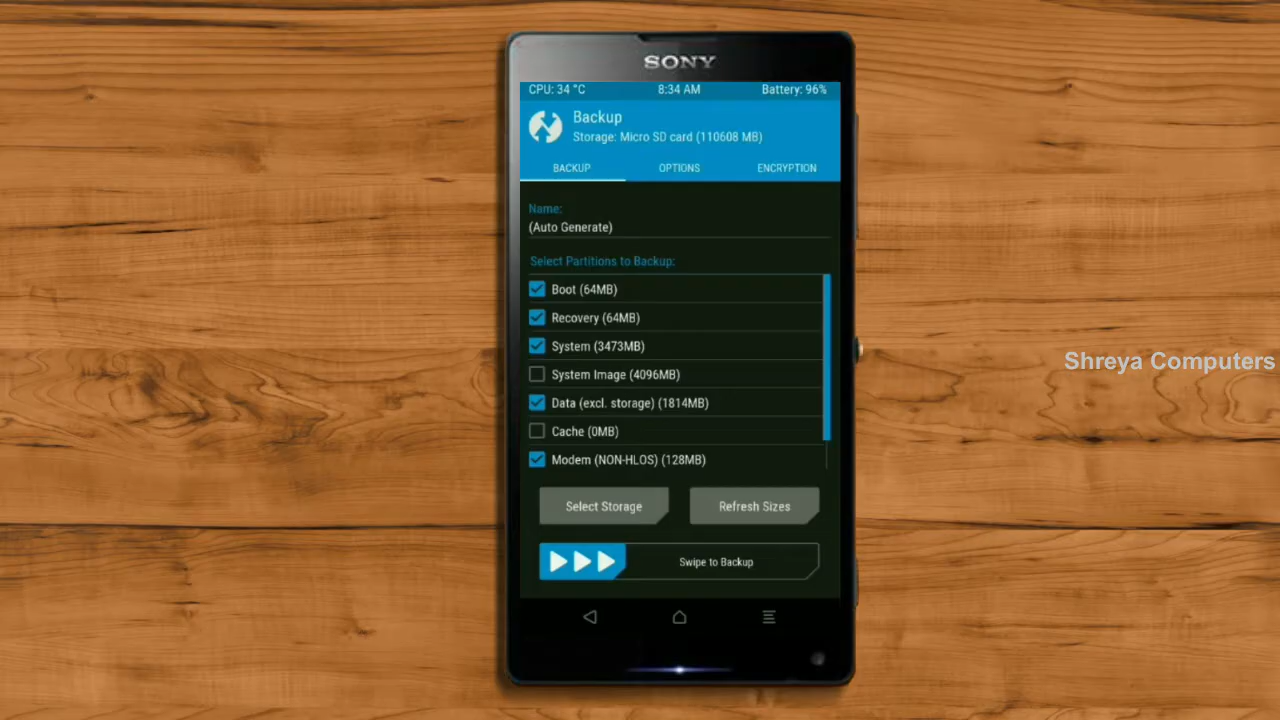 SONY
CPU: 34 °C 8:34 AM Battery: 96%
Backup
Storage: Micro SD card (110608 MB)
BACKUP OPTIONS ENCRYPTION
Name:
(Auto Generate)
Select Partitions to Backup:
Boot (64MB)
Recovery (64MB)
System (3473MB)
System Image (4096MB)
Data (excl. storage) (1814MB)
Cache (0MB)
Modem (NON-HLOS) (128MB)
Select Storage Refresh Sizes
Swipe to Backup
Shreya Computers